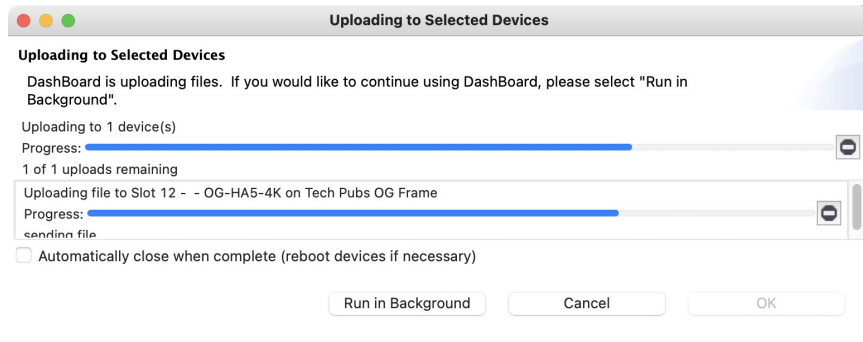 Uploading to Selected Devices
Uploading to Selected Devices
DashBoard is uploading files.  If you would like to continue using DashBoard, please select "Run in
Background".
Uploading to 1 device(s)
Progress:
1 of 1 uploads remaining
Uploading file to Slot 12 -  - OG-HA5-4K on Tech Pubs OG Frame
Progress:
sending file
Automatically close when complete (reboot devices if necessary)
Run in Background Cancel OK